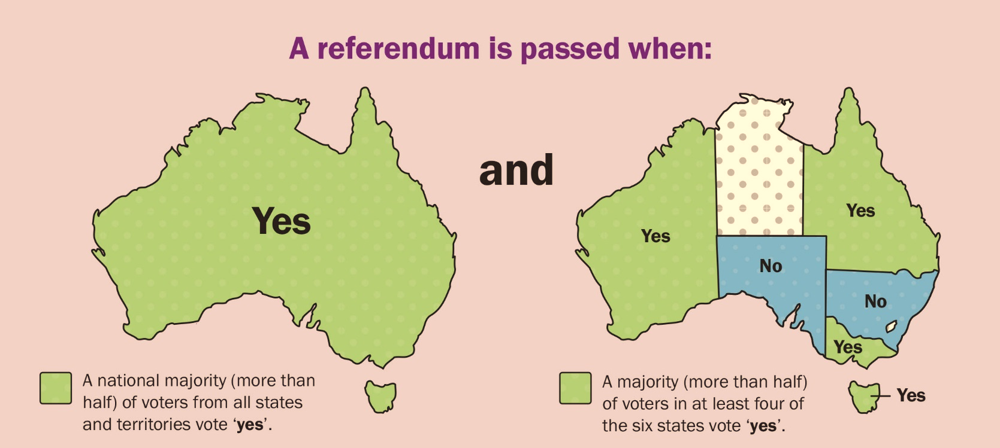 A referendum is passed when:
Yes
and
Yes
Yes
No
No
Yes
Yes
A national majority (more than
half) of voters from all states
and territories vote ‘yes’.
A majority (more than half)
of voters in at least four of
the six states vote ‘yes’.